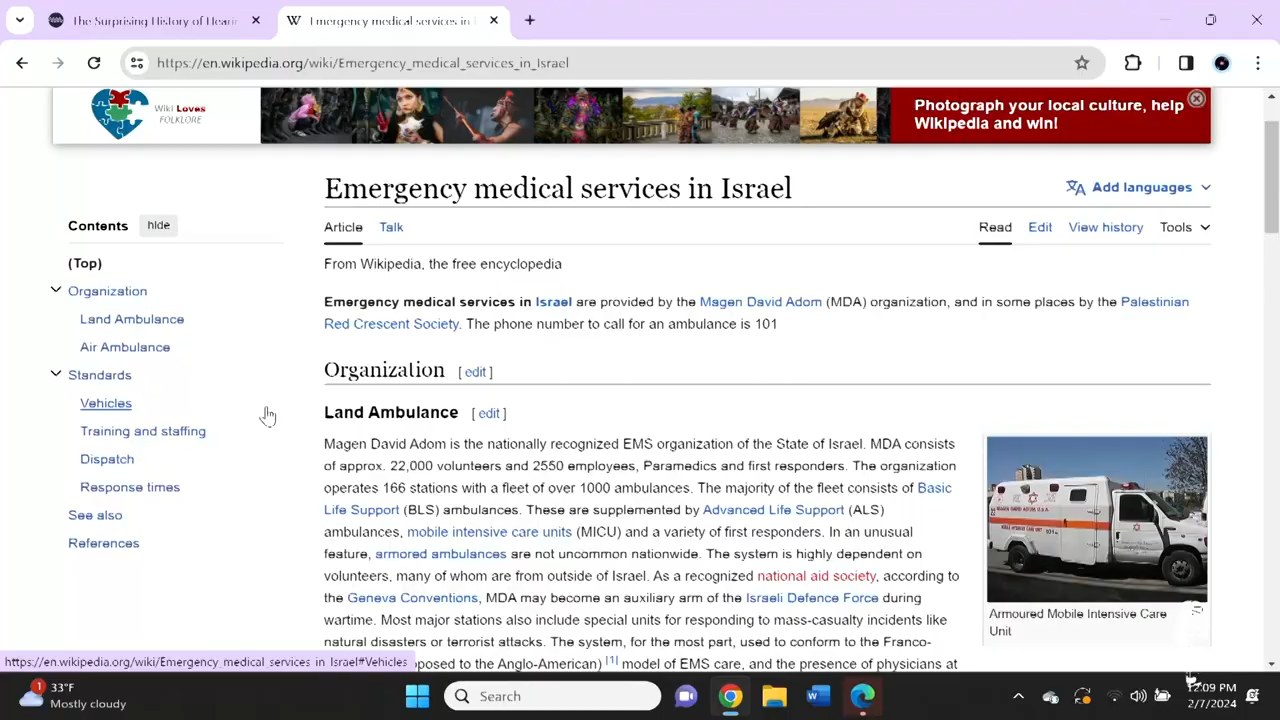 The Surprising History of Heari
Emergency medical services in
https://en.wikipedia.org/wiki/Emergency_medical_services_in_Israel
Wiki Loves
FOLKLORE
Photograph your local culture, help
Wikipedia and win!
Emergency medical services in Israel
Add languages
Contents hide
Article Talk Read Edit View history Tools
(Top)
From Wikipedia, the free encyclopedia
Organization
Land Ambulance
Air Ambulance
Standards
Vehicles
Training and staffing
Dispatch
Response times
See also
References
Emergency medical services in Israel are provided by the Magen David Adom (MDA) organization, and in some places by the Palestinian
Red Crescent Society. The phone number to call for an ambulance is 101
Organization [ edit ]
Land Ambulance [ edit ]
Magen David Adom is the nationally recognized EMS organization of the State of Israel. MDA consists
of approx. 22,000 volunteers and 2550 employees, Paramedics and first responders. The organization
operates 166 stations with a fleet of over 1000 ambulances. The majority of the fleet consists of Basic
Life Support (BLS) ambulances. These are supplemented by Advanced Life Support (ALS)
ambulances, mobile intensive care units (MICU) and a variety of first responders. In an unusual
feature, armored ambulances are not uncommon nationwide. The system is highly dependent on
volunteers, many of whom are from outside of Israel. As a recognized national aid society, according to
the Geneva Conventions, MDA may become an auxiliary arm of the Israeli Defence Force during
wartime. Most major stations also include special units for responding to mass-casualty incidents like
natural disasters or terrorist attacks. The system, for the most part, used to conform to the Franco-
posed to the Anglo-American) [1] model of EMS care, and the presence of physicians at
Armoured Mobile Intensive Care
Unit
https://en.wikipedia.org/wiki/Emergency_medical_services_in_Israel#Vehicles
1
33°F
Mostly cloudy
Search
12:09 PM
2/7/2024